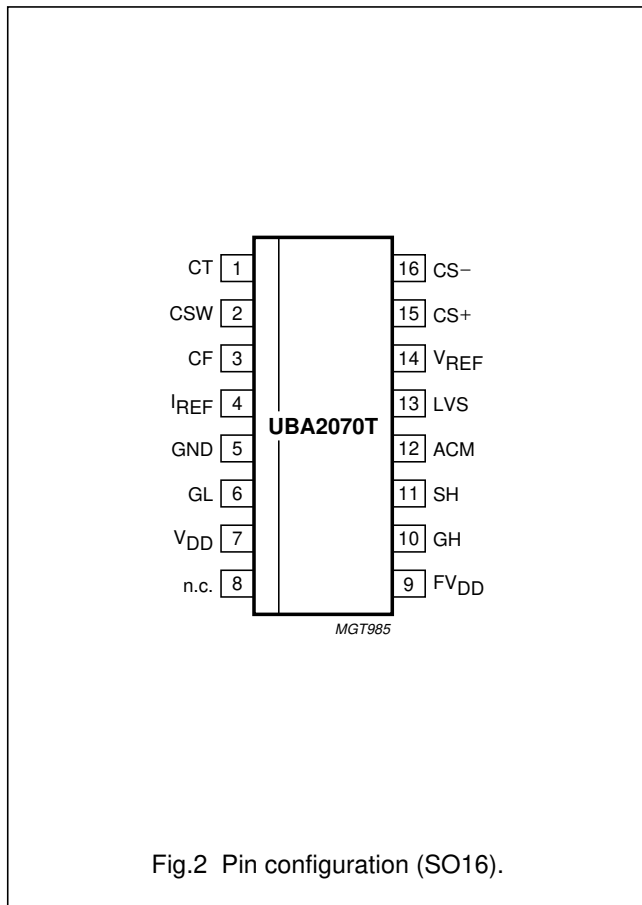 CT 1 16 CS−
CSW 2 15 CS+
CF 3 14 VREF
IREF 4 13 LVS
UBA2070T
GND 5 12 ACM
GL 6 11 SH
VDD 7 10 GH
n.c. 8 9 FVDD
MGT985
Fig.2 Pin configuration (SO16).